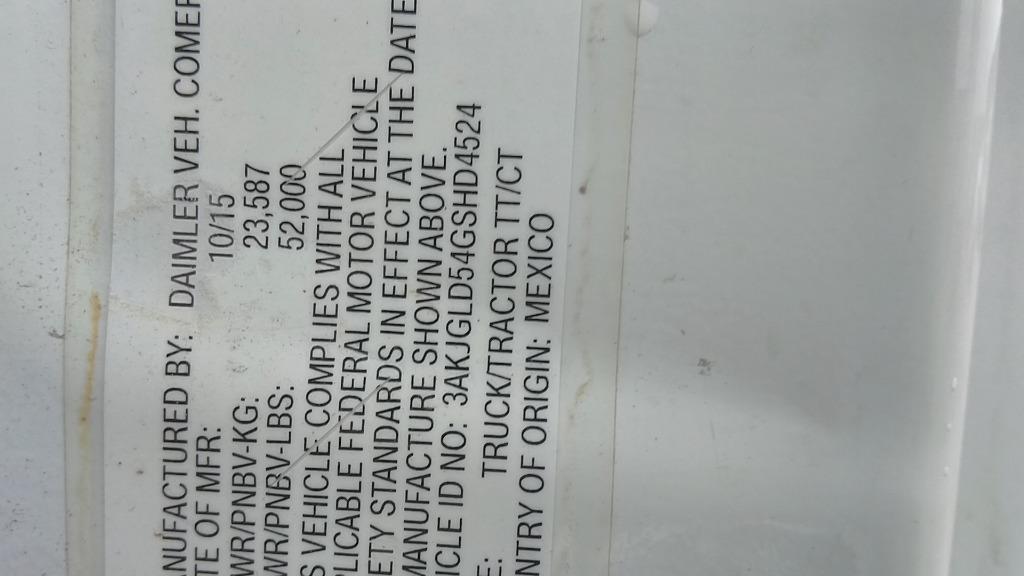 ANUFACTURED BY: DAIMLER VEH. COMER
TE OF MFR: 10/15
WR/PNBV-KG: 23,587
WR/PNBV-LBS: 52,000
S VEHICLE COMPLIES WITH ALL
PLICABLE FEDERAL MOTOR VEHICLE
ETY STANDARDS IN EFFECT AT THE DATE
MANUFACTURE SHOWN ABOVE.
ICLE ID NO: 3AKJGLD54GSHD4524
E: TRUCK/TRACTOR TT/CT
NTRY OF ORIGIN: MEXICO